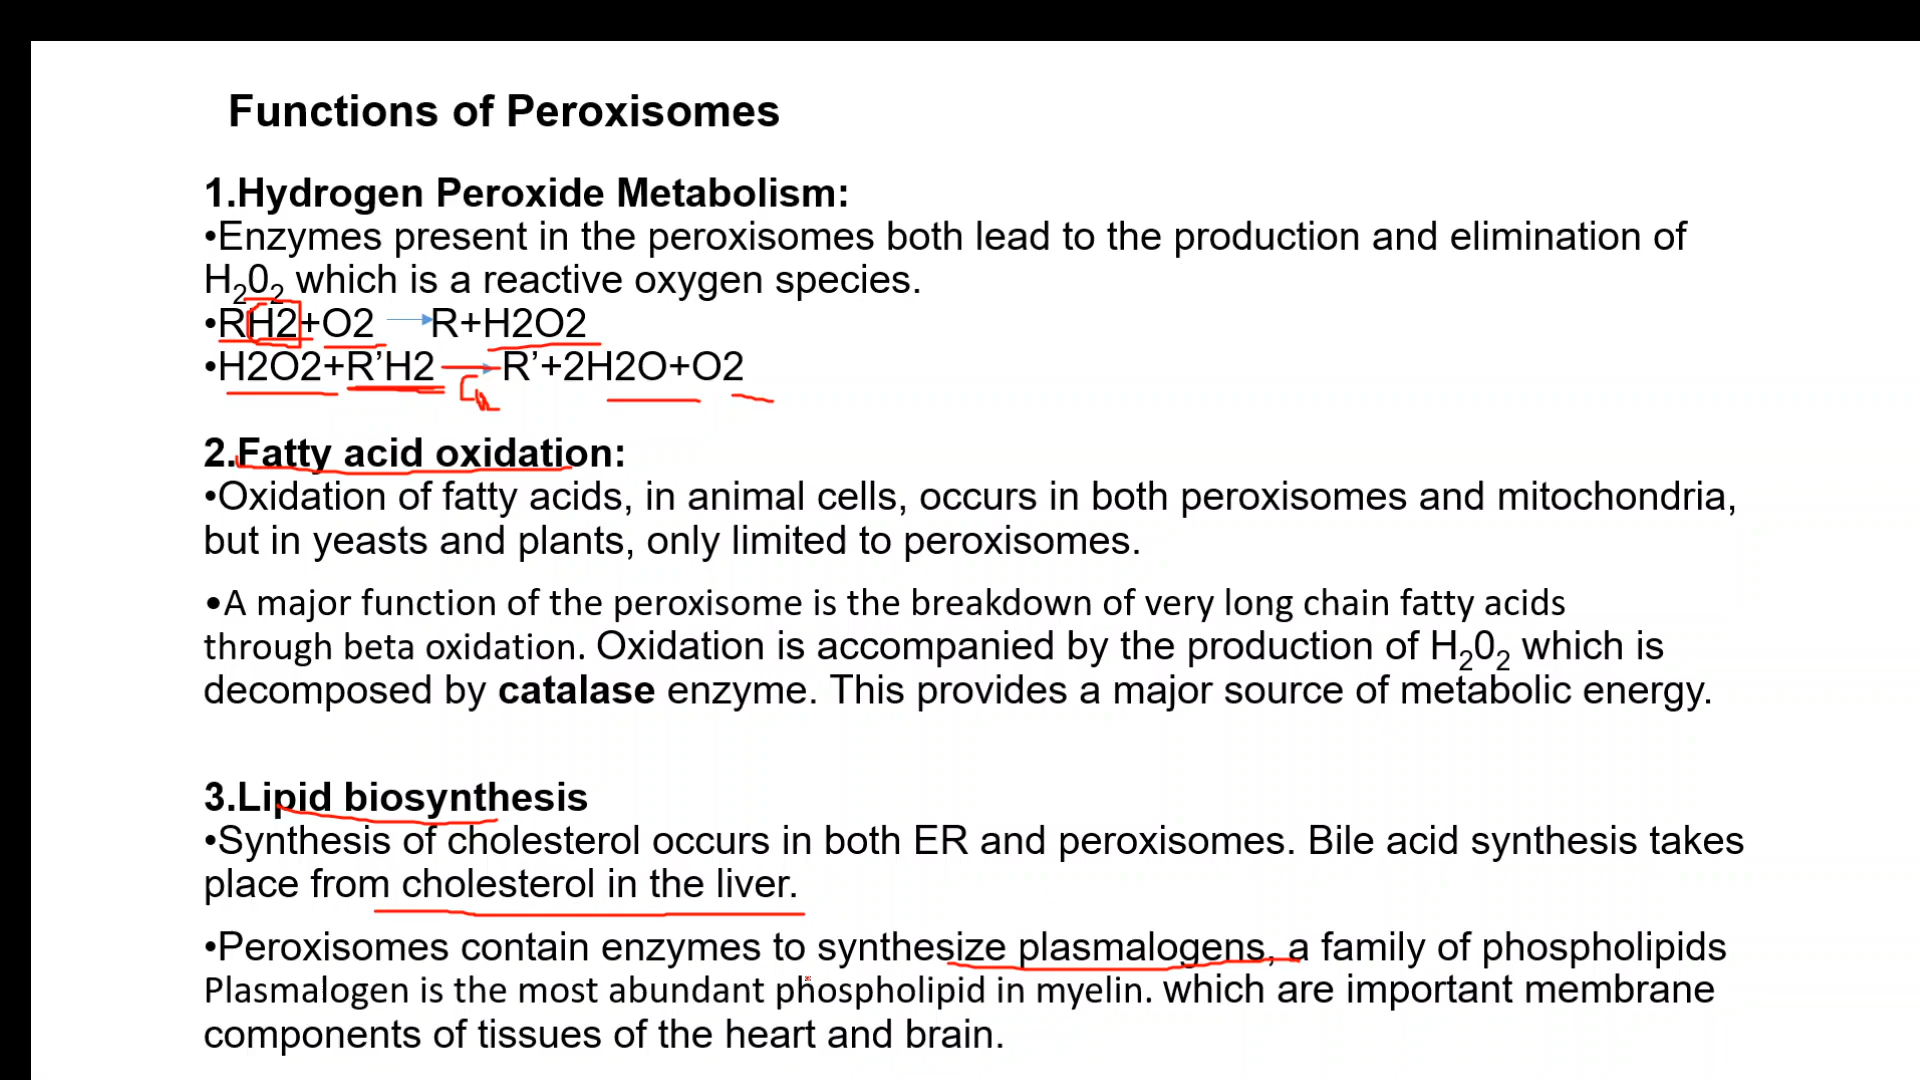 Functions of Peroxisomes
1.Hydrogen Peroxide Metabolism:
•Enzymes present in the peroxisomes both lead to the production and elimination of
H₂0₂ which is a reactive oxygen species.
•RH2+O2 → R+H2O2
•H2O2+R’H2 → R’+2H2O+O2
2.Fatty acid oxidation:
•Oxidation of fatty acids, in animal cells, occurs in both peroxisomes and mitochondria,
but in yeasts and plants, only limited to peroxisomes.
•A major function of the peroxisome is the breakdown of very long chain fatty acids
through beta oxidation. Oxidation is accompanied by the production of H₂0₂ which is
decomposed by catalase enzyme. This provides a major source of metabolic energy.
3.Lipid biosynthesis
•Synthesis of cholesterol occurs in both ER and peroxisomes. Bile acid synthesis takes
place from cholesterol in the liver.
•Peroxisomes contain enzymes to synthesize plasmalogens, a family of phospholipids
Plasmalogen is the most abundant phospholipid in myelin. which are important membrane
components of tissues of the heart and brain.